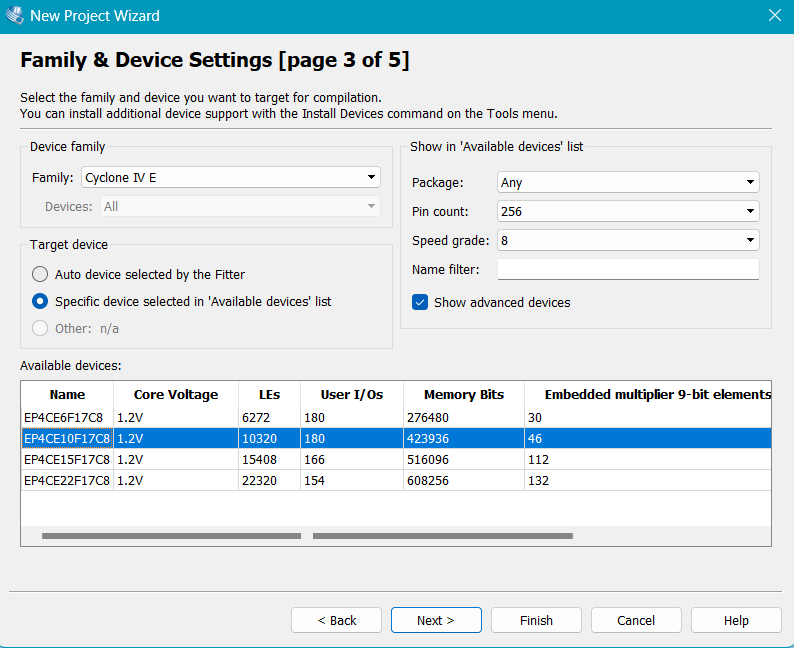 New Project Wizard
Family & Device Settings [page 3 of 5]
Select the family and device you want to target for compilation.
You can install additional device support with the Install Devices command on the Tools menu.
Device family
Family: Cyclone IV E
Devices: All
Show in 'Available devices' list
Package: Any
Pin count: 256
Speed grade: 8
Name filter:
Show advanced devices
Target device
Auto device selected by the Fitter
Specific device selected in 'Available devices' list
Other: n/a
Available devices:
Name Core Voltage LEs User I/Os Memory Bits Embedded multiplier 9-bit elements
EP4CE6F17C8 1.2V 6272 180 276480 30
EP4CE10F17C8 1.2V 10320 180 423936 46
EP4CE15F17C8 1.2V 15408 166 516096 112
EP4CE22F17C8 1.2V 22320 154 608256 132
< Back Next > Finish Cancel Help